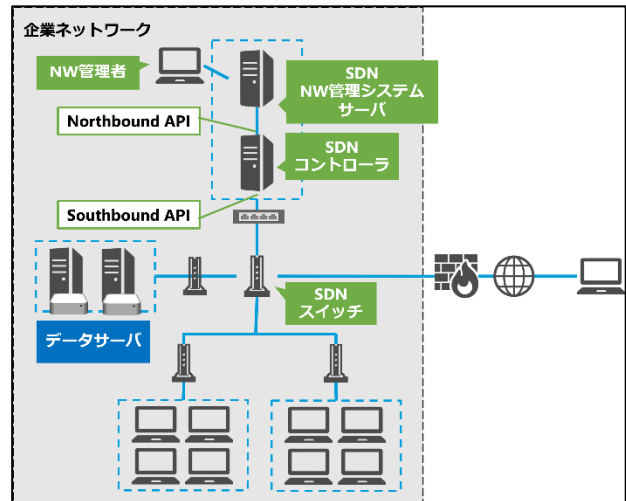 企業ネットワーク
NW管理者
SDN
NW管理システム
サーバ
Northbound API
SDN
コントローラ
Southbound API
SDN
スイッチ
データサーバ